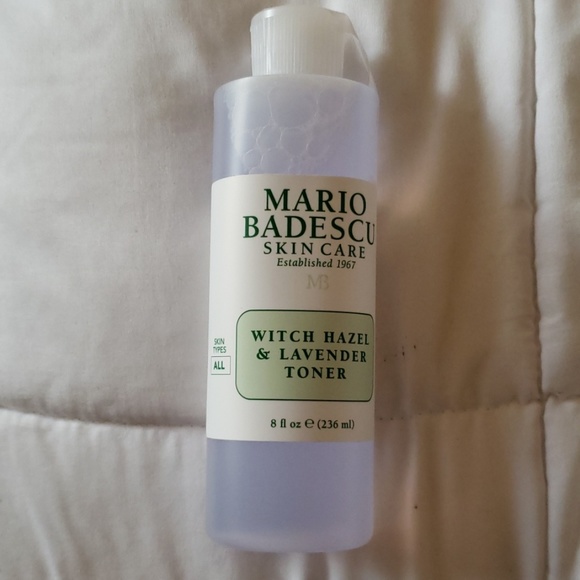 MARIO
BADESCU
SKIN CARE
Established 1967
MB
SKIN
TYPES
ALL
WITCH HAZEL
& LAVENDER
TONER
8 fl oz ℮ (236 ml)